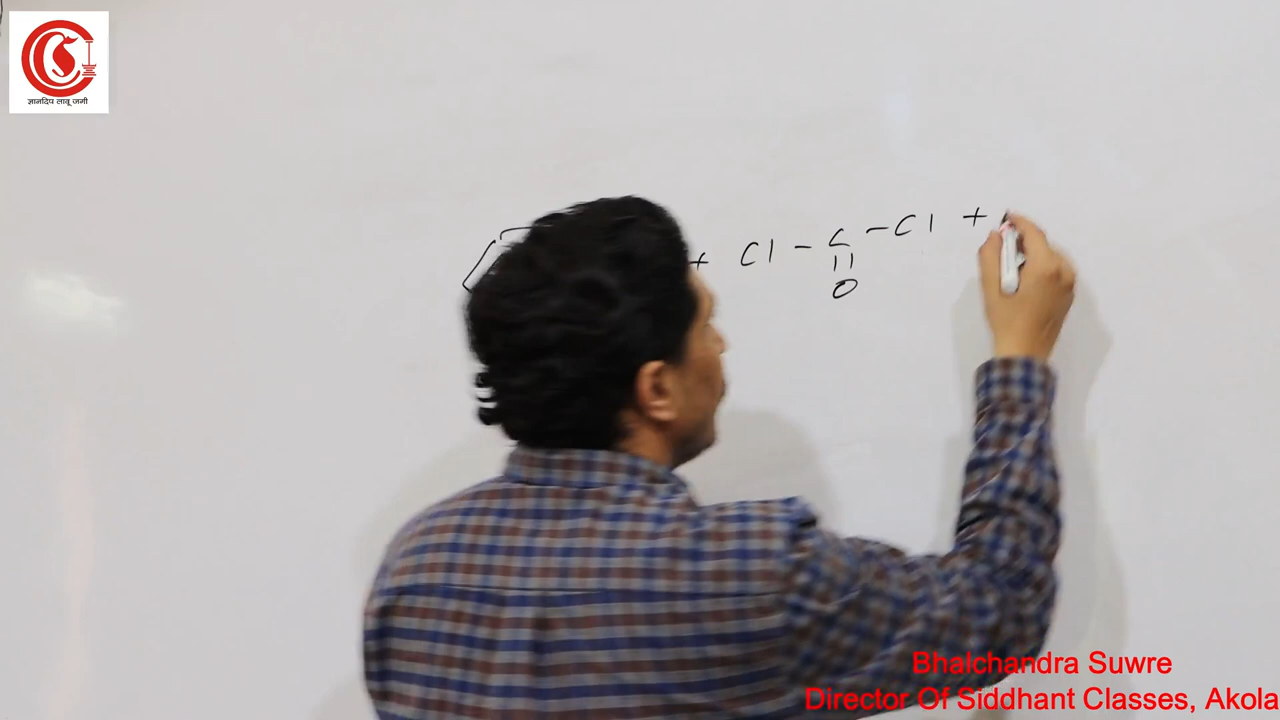 ज्ञानदिप लावू जगी
+ Cl - C - Cl +
||
O
Bhalchandra Suwre
Director Of Siddhant Classes, Akola